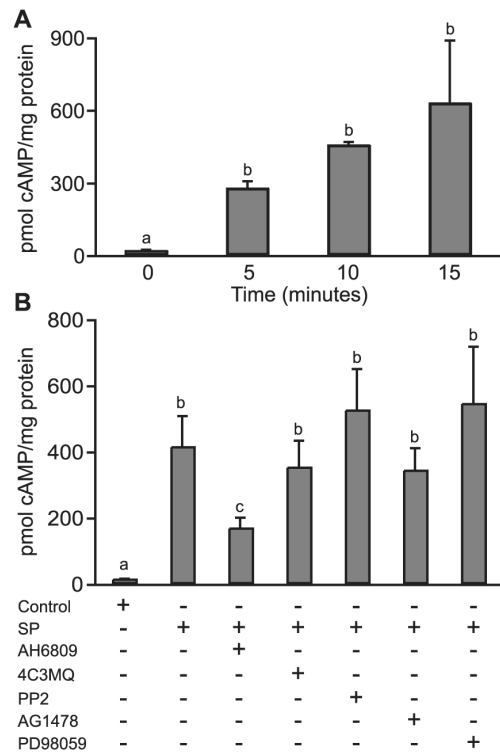 A
pmol cAMP/mg protein
900
600
300
0
a
b
b
b
0 5 10 15
Time (minutes)
B
pmol cAMP/mg protein
800
600
400
200
0
a
b
c
b
b
b
b
Control + - - - - - -
SP - + + + + + +
AH6809 - - + - - - -
4C3MQ - - - + - - -
PP2 - - - - + - -
AG1478 - - - - - + -
PD98059 - - - - - - +